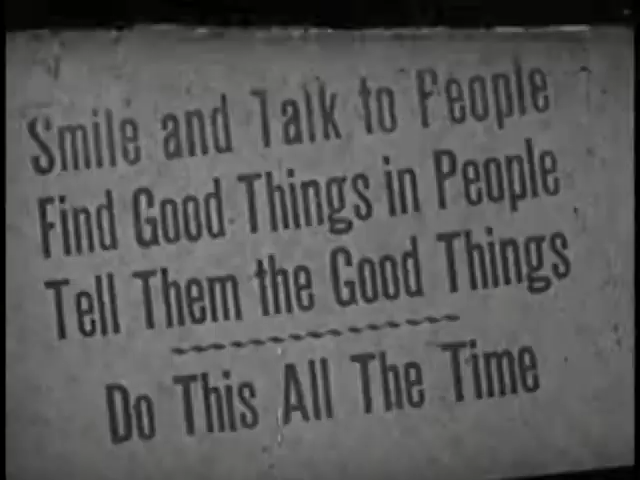 Smile and Talk to People
Find Good Things in People
Tell Them the Good Things
Do This All The Time